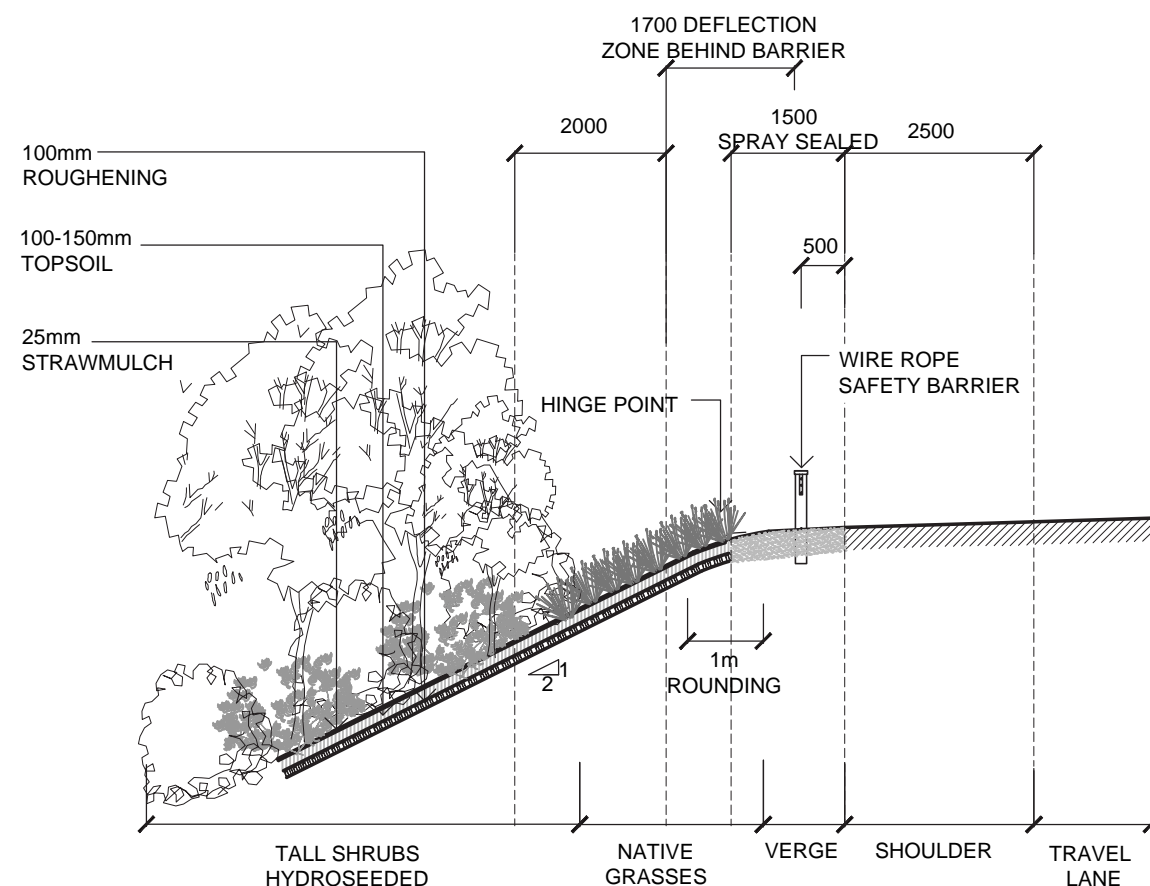 1700 DEFLECTION
ZONE BEHIND BARRIER
2000
1500
SPRAY SEALED
2500
100mm
ROUGHENING
100-150mm
TOPSOIL
500
25mm
STRAWMULCH
WIRE ROPE
SAFETY BARRIER
HINGE POINT
1
2
1m
ROUNDING
TALL SHRUBS
HYDROSEEDED
NATIVE
GRASSES
VERGE
SHOULDER
TRAVEL
LANE